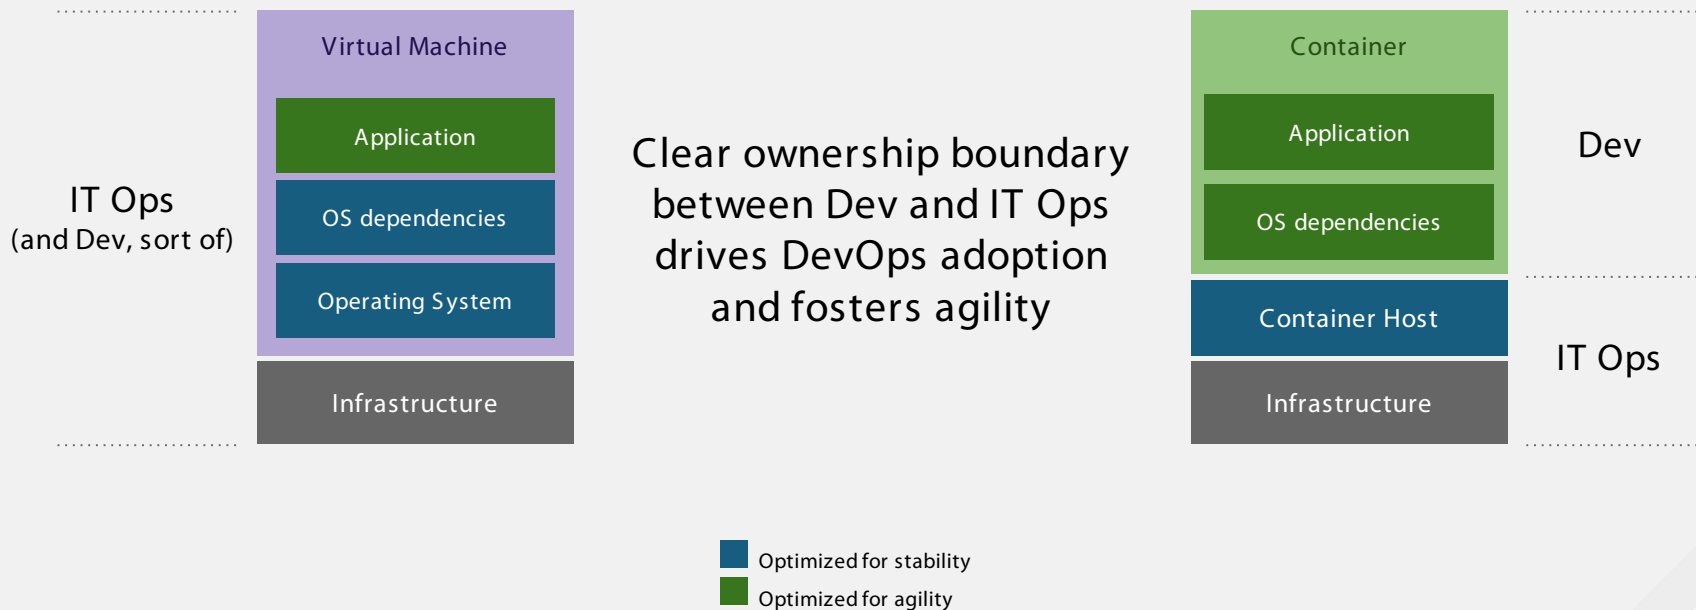 IT Ops
(and Dev, sort of)
Virtual Machine
Application
OS dependencies
Operating System
Infrastructure
Clear ownership boundary
between Dev and IT Ops
drives DevOps adoption
and fosters agility
Container
Application
OS dependencies
Container Host
Infrastructure
Dev
IT Ops
Optimized for stability
Optimized for agility